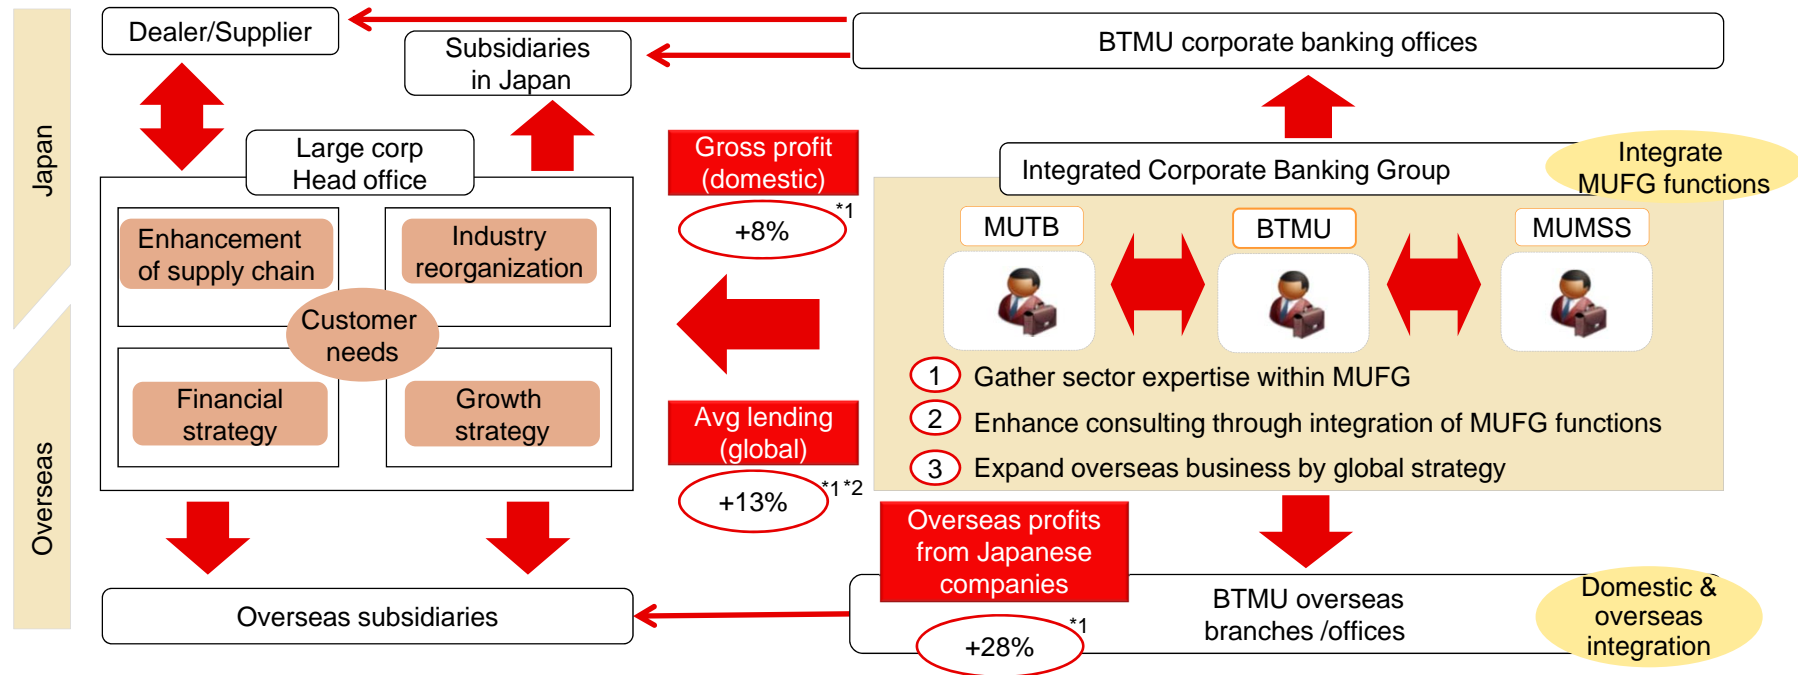 Japan
Overseas
Dealer/Supplier
Subsidiaries
in Japan
BTMU corporate banking offices
Large corp
Head office
Enhancement
of supply chain
Industry
reorganization
Customer
needs
Financial
strategy
Growth
strategy
Overseas subsidiaries
Gross profit
(domestic)
+8%
*1
Avg lending
(global)
+13%
*1 *2
Integrated Corporate Banking Group
Integrate
MUFG functions
MUTB
BTMU
MUMSS
1 Gather sector expertise within MUFG
2 Enhance consulting through integration of MUFG functions
3 Expand overseas business by global strategy
Overseas profits
from Japanese
companies
+28%
*1
BTMU overseas
branches /offices
Domestic &
overseas
integration